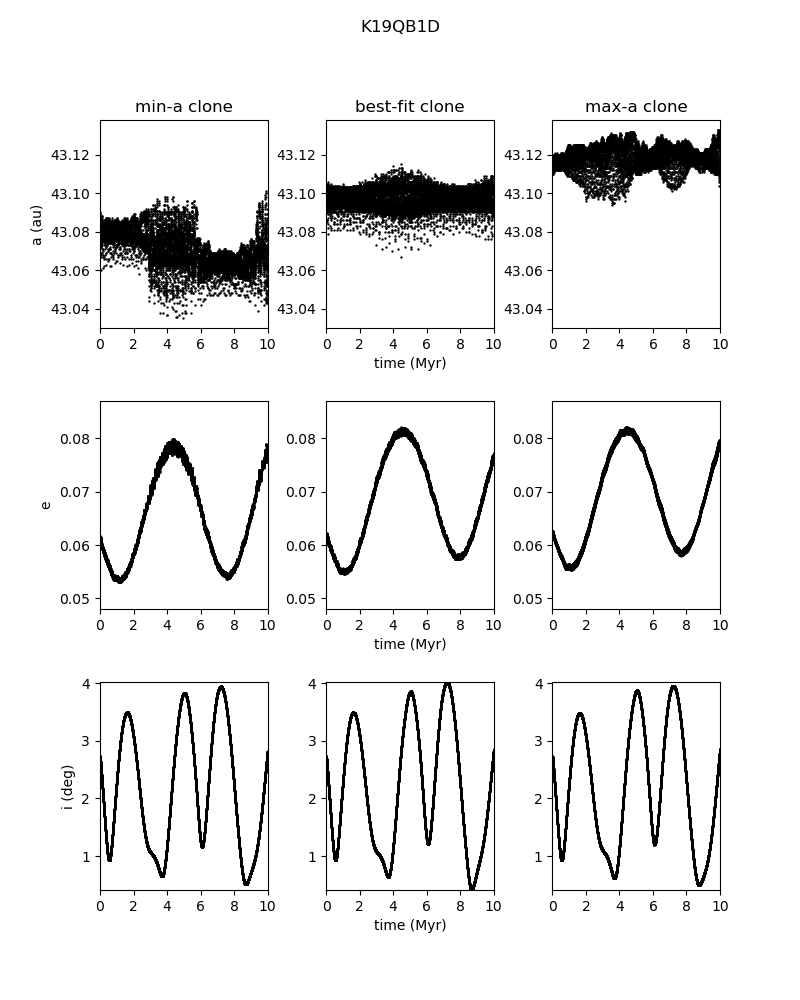 K19QB1D
min-a clone best-fit clone max-a clone
43.12 43.12 43.12
43.10 43.10 43.10
a (au)
43.08 43.08 43.08
43.06 43.06 43.06
43.04 43.04 43.04
0 2 4 6 8 10 0 2 4 6 8 10 0 2 4 6 8 10
time (Myr)
0.08 0.08 0.08
0.07 0.07 0.07
e
0.06 0.06 0.06
0.05 0.05 0.05
0 2 4 6 8 10 0 2 4 6 8 10 0 2 4 6 8 10
time (Myr)
4 4 4
3 3 3
i (deg)
2 2 2
1 1 1
0 2 4 6 8 10 0 2 4 6 8 10 0 2 4 6 8 10
time (Myr)